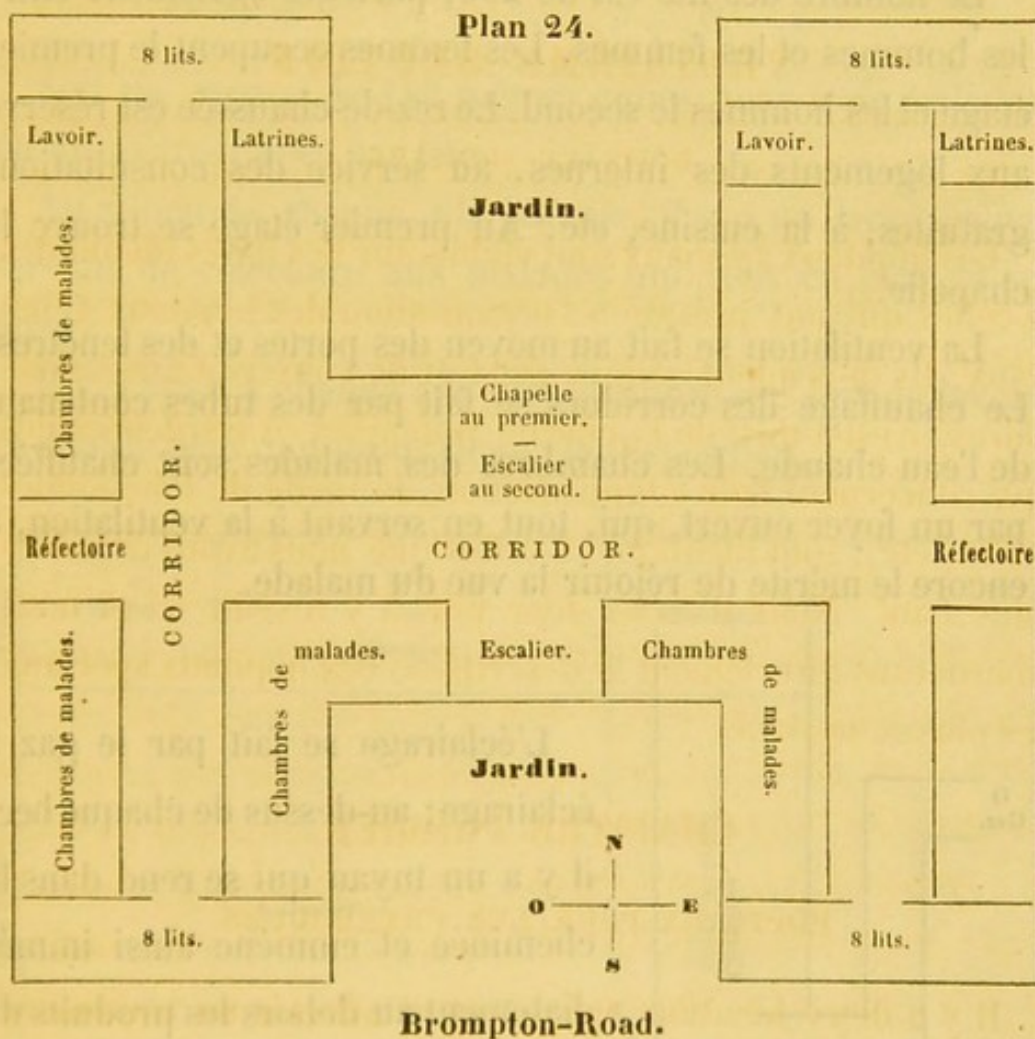 Plan 24.
8 lits.
8 lits.
Lavoir.
Latrines.
Lavoir.
Latrines.
Jardin.
Chambres de malades.
Chapelle
au premier.
—
Escalier
au second.
CORRIDOR.
Réfectoire
CORRIDOR.
Réfectoire
Chambres de malades.
Chambres de
malades.
Escalier.
Chambres
de malades.
Jardin.
N
O
E
S
8 lits.
8 lits.
Brompton-Road.